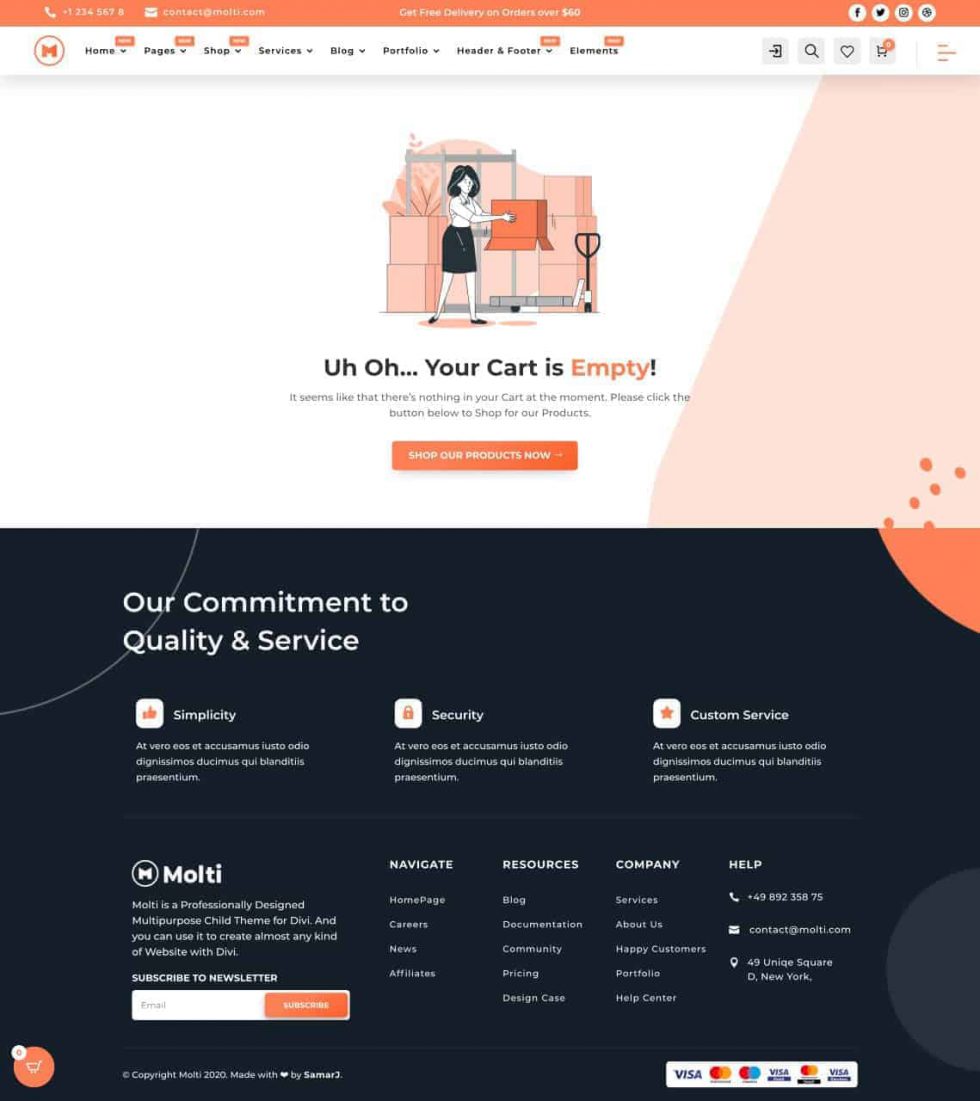 +1 234 567 8
contact@molti.com
Get Free Delivery on Orders over $60
Home
Pages
Shop
Services
Blog
Portfolio
Header & Footer
Elements
0
Uh Oh... Your Cart is Empty!
It seems like that there's nothing in your Cart at the moment. Please click the
button below to Shop for our Products.
SHOP OUR PRODUCTS NOW →
Our Commitment to
Quality & Service
Simplicity
At vero eos et accusamus iusto odio
dignissimos ducimus qui blanditiis
praesentium.
Security
At vero eos et accusamus iusto odio
dignissimos ducimus qui blanditiis
praesentium.
Custom Service
At vero eos et accusamus iusto odio
dignissimos ducimus qui blanditiis
praesentium.
Molti
Molti is a Professionally Designed
Multipurpose Child Theme for Divi. And
you can use it to create almost any kind
of Website with Divi.
SUBSCRIBE TO NEWSLETTER
Email
SUBSCRIBE
NAVIGATE
HomePage
Careers
News
Affiliates
RESOURCES
Blog
Documentation
Community
Pricing
Design Case
COMPANY
Services
About Us
Happy Customers
Portfolio
Help Center
HELP
+49 892 358 75
contact@molti.com
49 Uniqe Square
D, New York,
0
© Copyright Molti 2020. Made with ❤ by SamarJ.
VISA
VISA
VISA